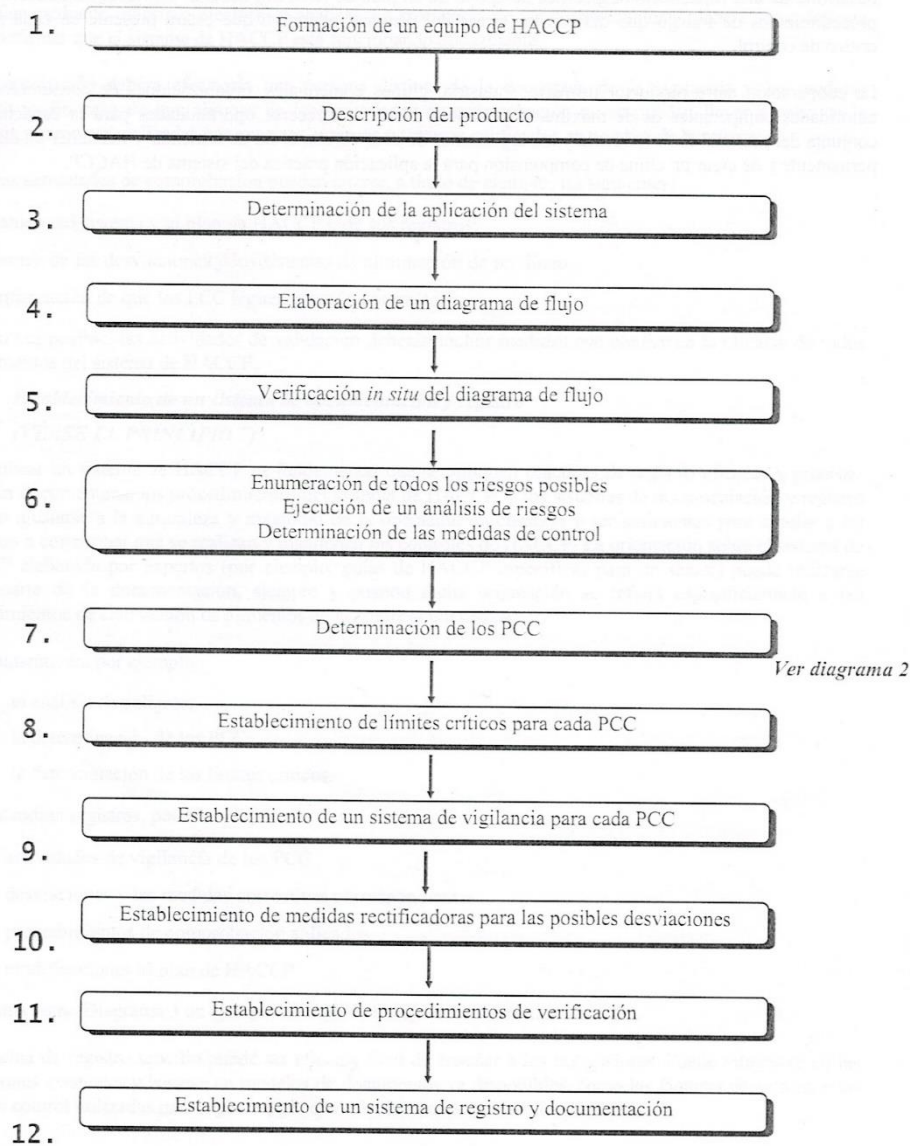 1. Formación de un equipo de HACCP
2. Descripción del producto
3. Determinación de la aplicación del sistema
4. Elaboración de un diagrama de flujo
5. Verificación in situ del diagrama de flujo
6. Enumeración de todos los riesgos posibles
Ejecución de un análisis de riesgos
Determinación de las medidas de control
7. Determinación de los PCC
Ver diagrama 2
8. Establecimiento de límites críticos para cada PCC
9. Establecimiento de un sistema de vigilancia para cada PCC
10. Establecimiento de medidas rectificadoras para las posibles desviaciones
11. Establecimiento de procedimientos de verificación
12. Establecimiento de un sistema de registro y documentación